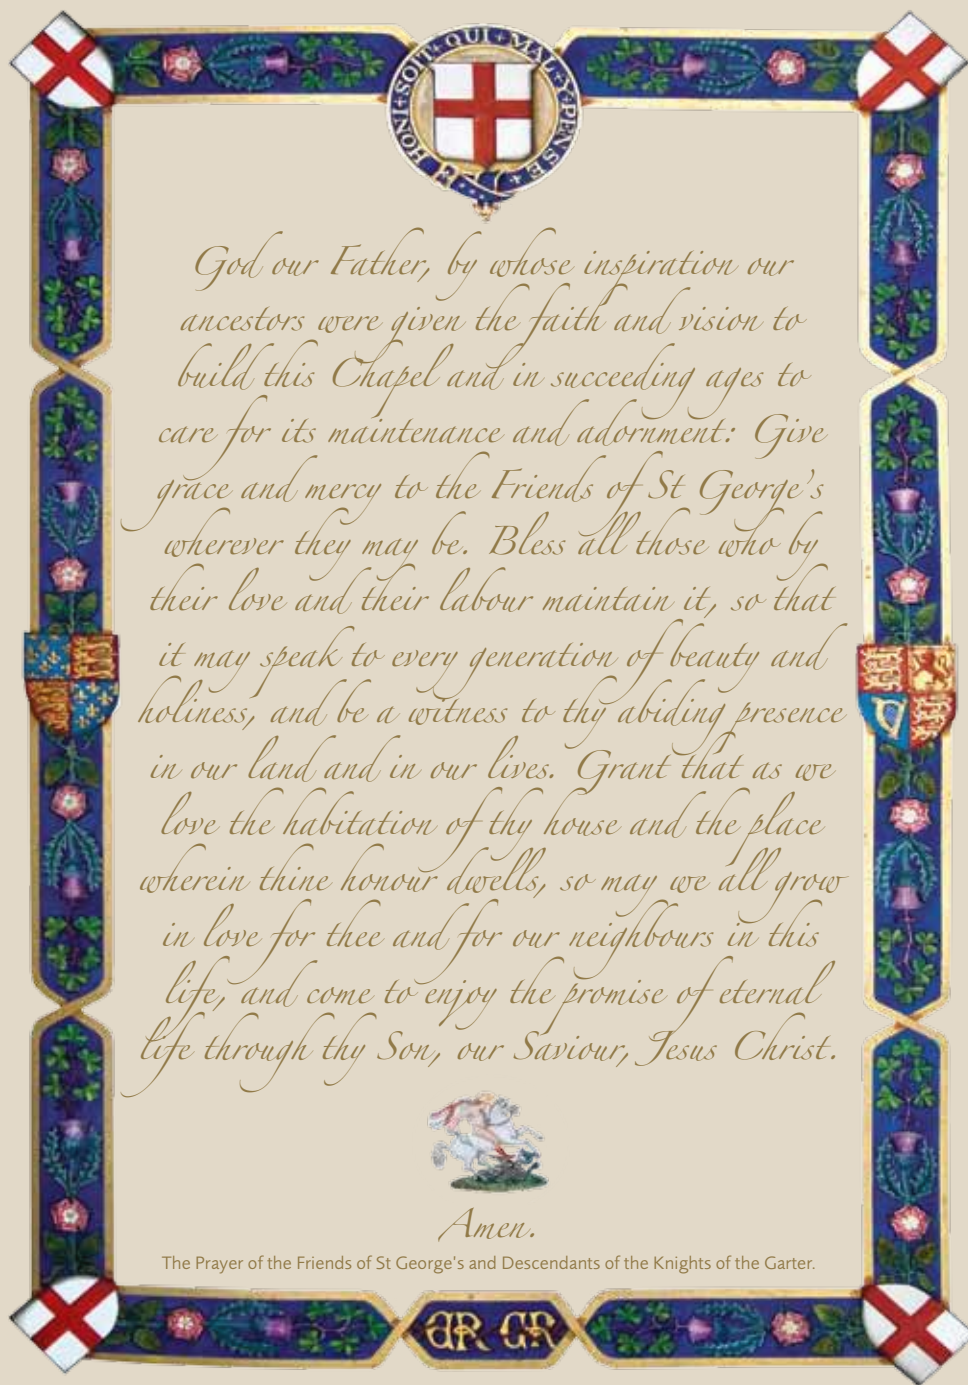 HONI + SOIT + QUI + MAL + Y + PENSE +
God our Father, by whose inspiration our
ancestors were given the faith and vision to
build this Chapel and in succeeding ages to
care for its maintenance and adornment: Give
grace and mercy to the Friends of St George's
wherever they may be. Bless all those who by
their love and their labour maintain it, so that
it may speak to every generation of beauty and
holiness, and be a witness to thy abiding presence
in our land and in our lives. Grant that as we
love the habitation of thy house and the place
wherein thine honour dwells, so may we all grow
in love for thee and for our neighbours in this
life, and come to enjoy the promise of eternal
life through thy Son, our Saviour, Jesus Christ.
Amen.
The Prayer of the Friends of St George's and Descendants of the Knights of the Garter.